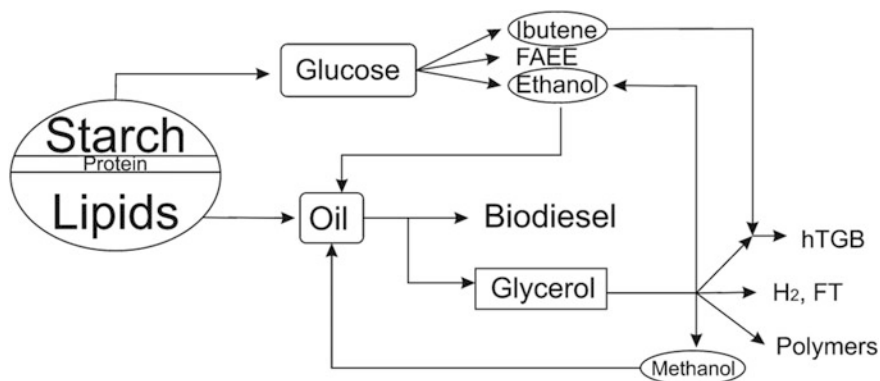 Ibutene
FAEE
Ethanol
Glucose
Starch
Protein
Lipids
Oil
Biodiesel
hTGB
Glycerol
H₂, FT
Polymers
Methanol